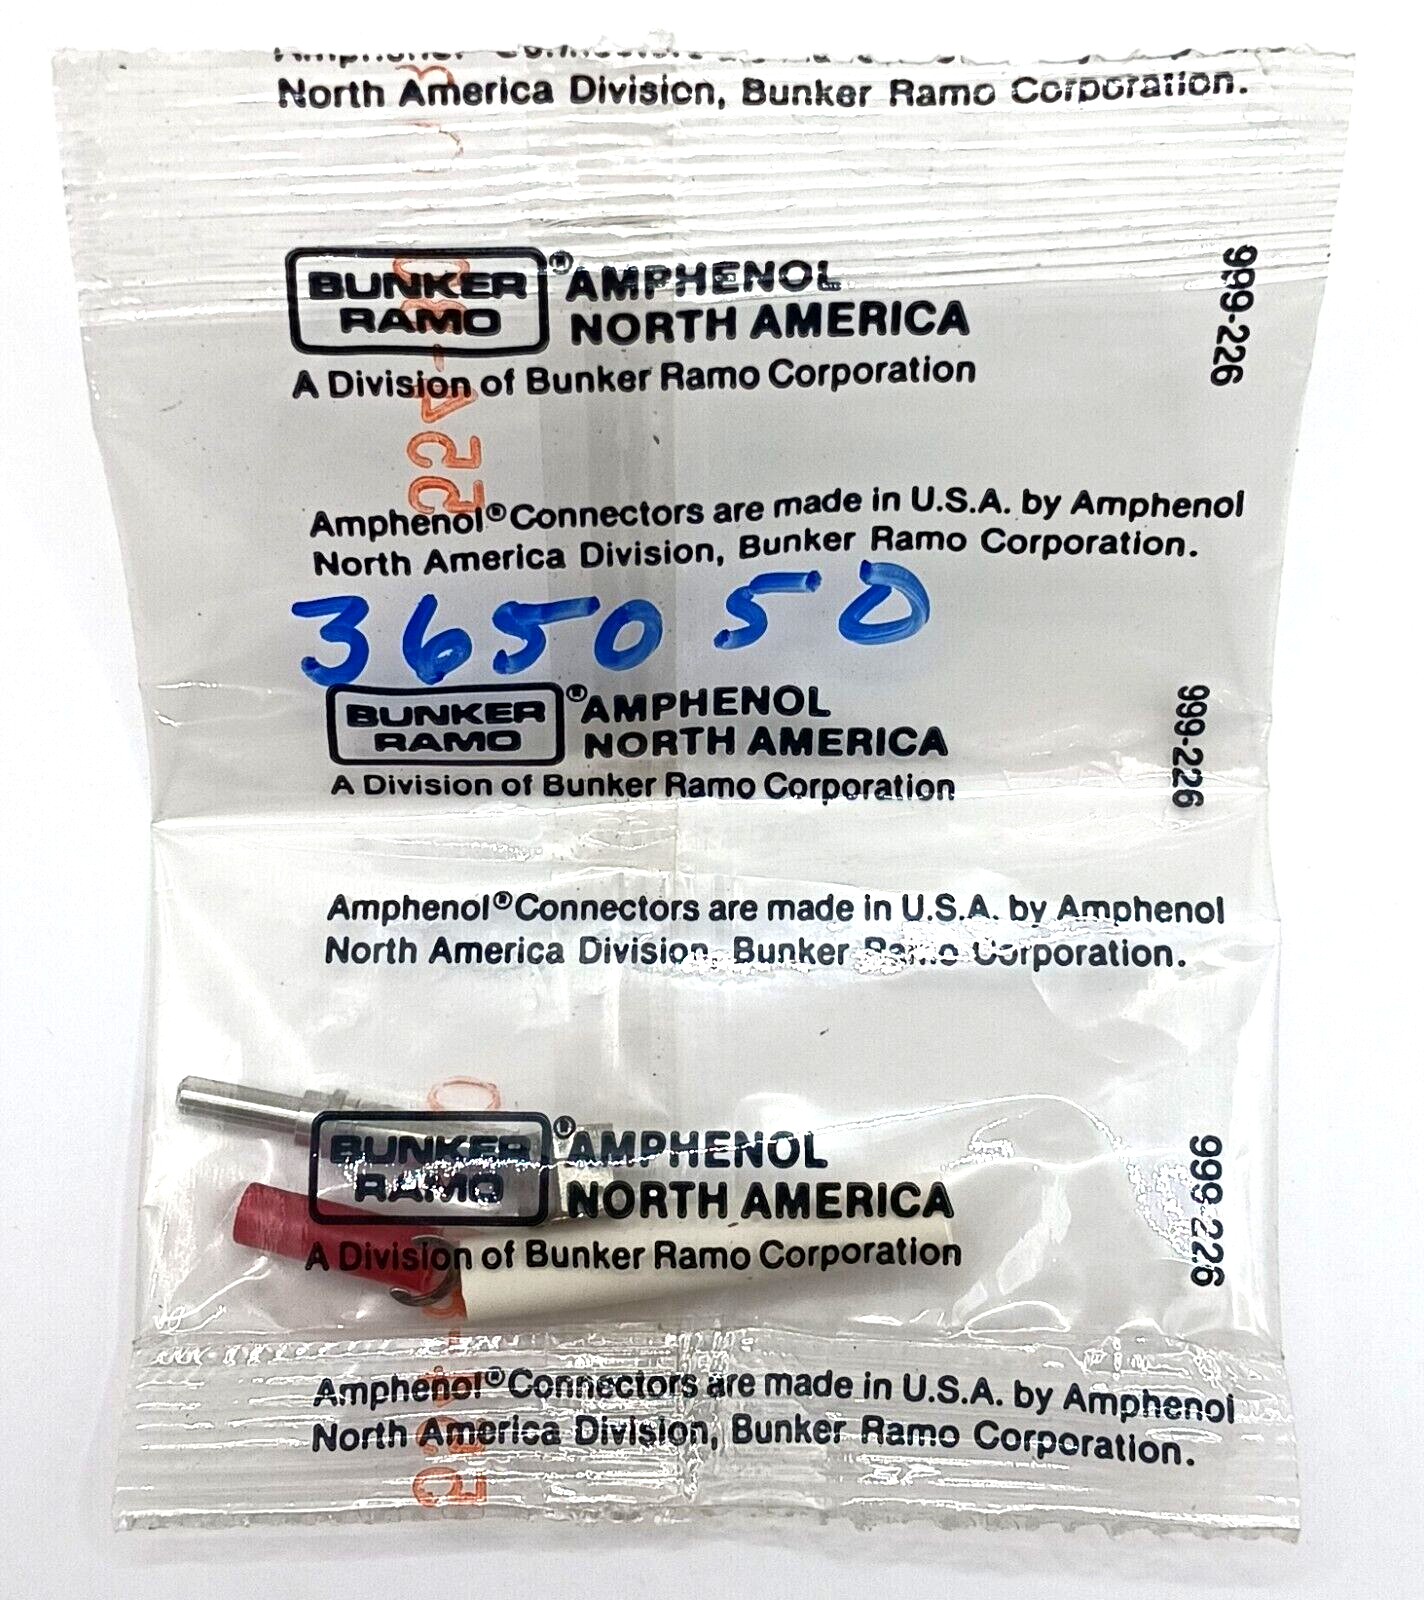 North America Division, Bunker Ramo Corporation.
BUNKER RAMO® AMPHENOL
NORTH AMERICA
A Division of Bunker Ramo Corporation
999-226
Amphenol® Connectors are made in U.S.A. by Amphenol
North America Division, Bunker Ramo Corporation.
365050
BUNKER RAMO® AMPHENOL
NORTH AMERICA
A Division of Bunker Ramo Corporation
999-226
Amphenol® Connectors are made in U.S.A. by Amphenol
North America Division, Bunker Ramo Corporation.
BUNKER RAMO® AMPHENOL
NORTH AMERICA
A Division of Bunker Ramo Corporation
999-226
Amphenol® Connectors are made in U.S.A. by Amphenol
North America Division, Bunker Ramo Corporation.